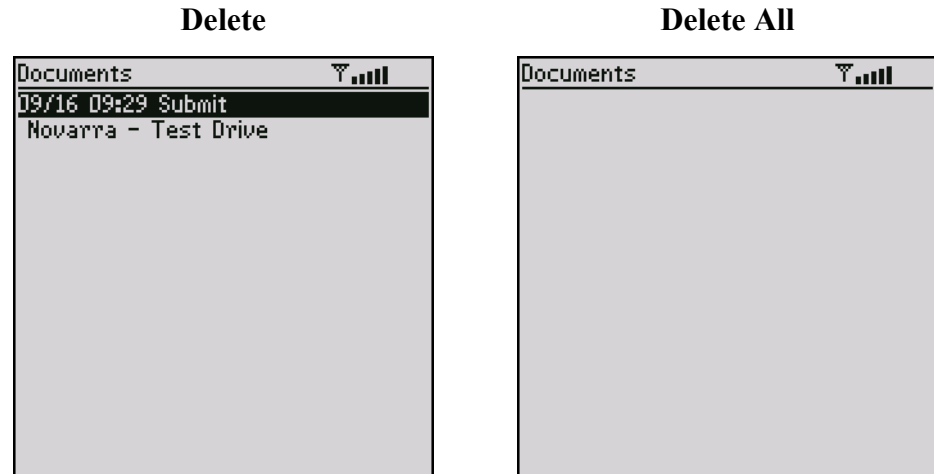 Delete
Delete All
Documents
09/16 09:29 Submit
Novarra - Test Drive
Documents